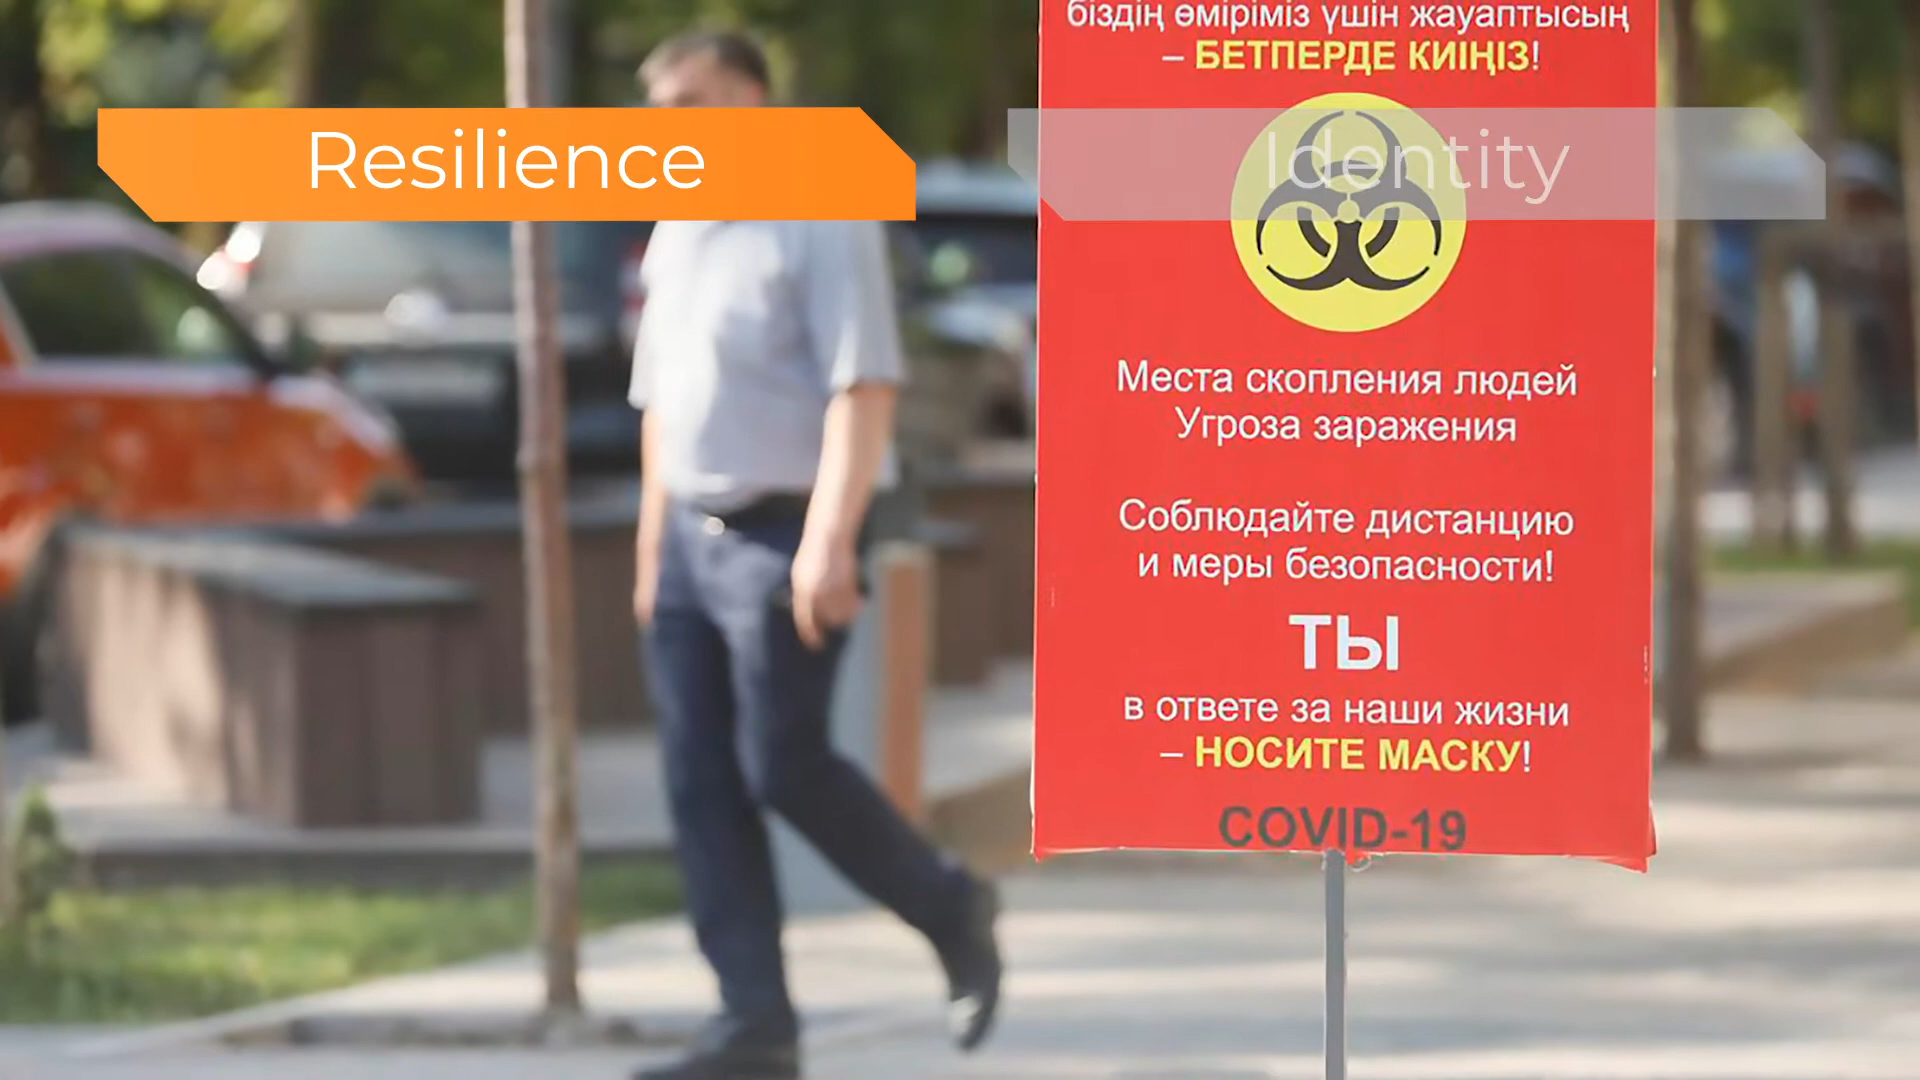 біздің өміріміз үшін жауаптысың
– БЕТПЕРДЕ КИІҢІЗ!
Resilience
Identity
Места скопления людей
Угроза заражения
Соблюдайте дистанцию
и меры безопасности!
ТЫ
в ответе за наши жизни
– НОСИТЕ МАСКУ!
COVID-19